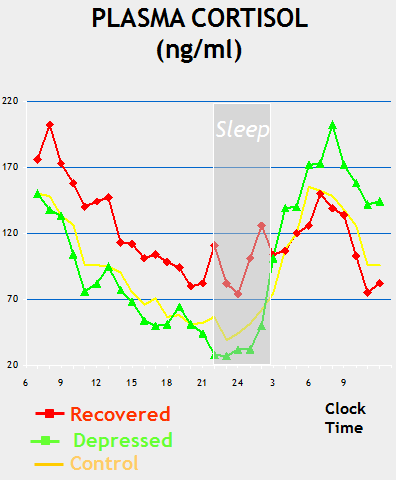 PLASMA CORTISOL
(ng/ml)
220
Sleep
170
120
70
20
6 9 12 15 18 21 24 3 6 9
Recovered
Depressed
Control
Clock
Time